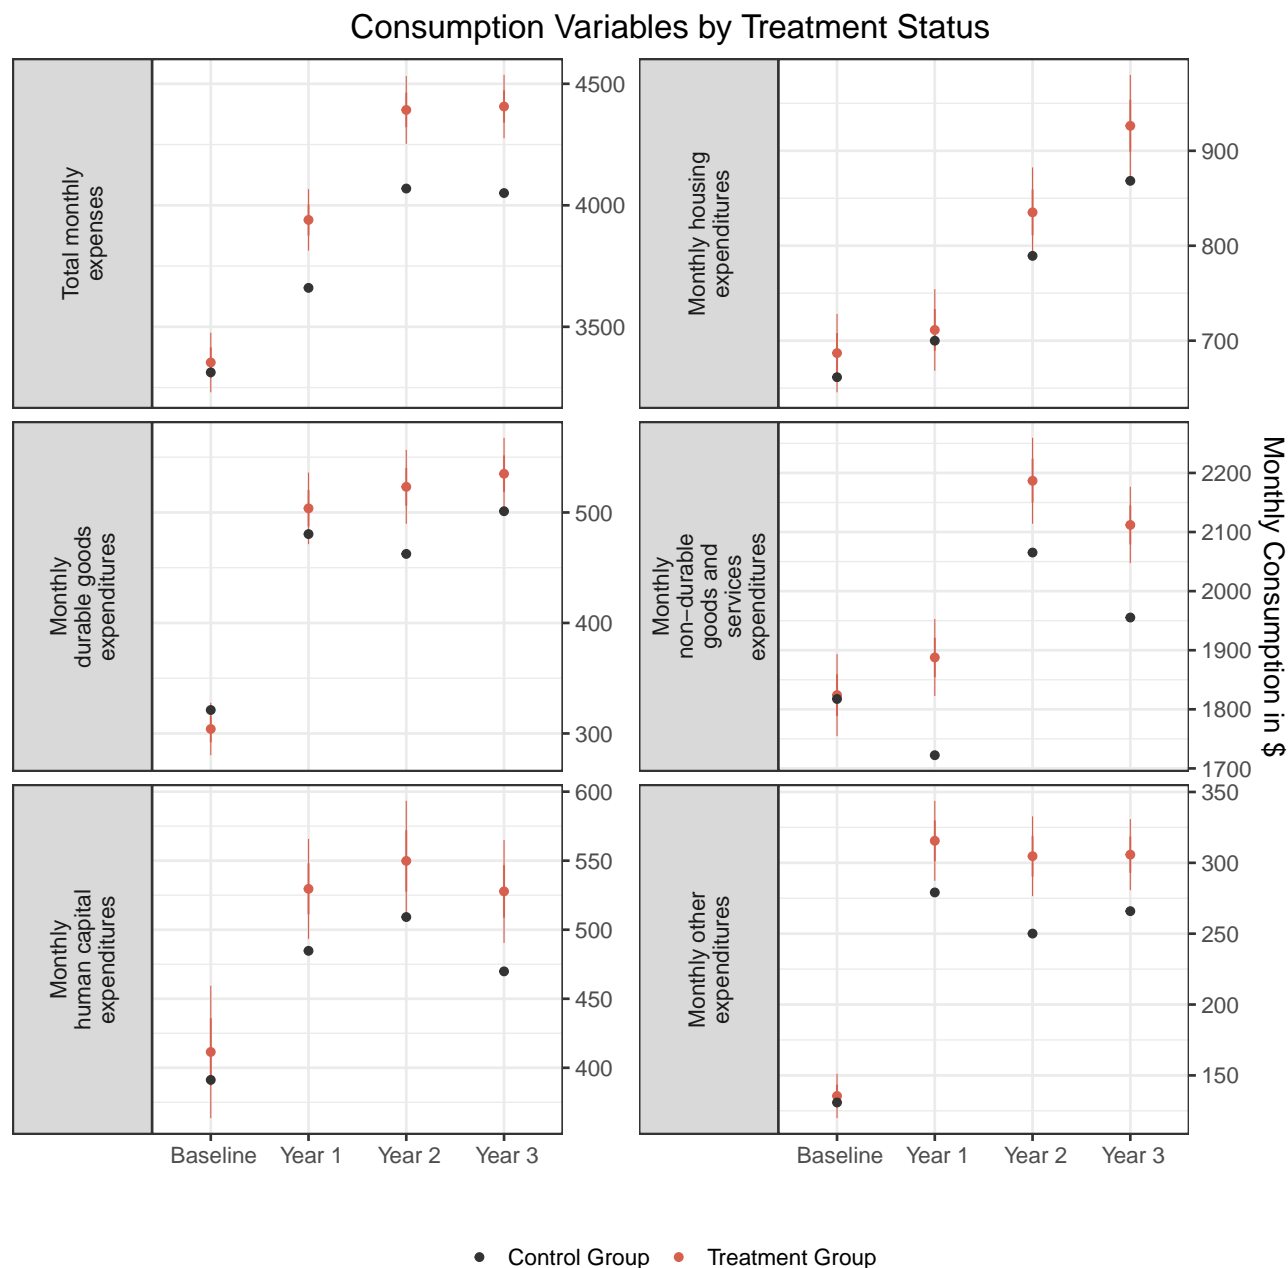 Consumption Variables by Treatment Status
Total monthly
expenses
4500
4000
3500
Monthly housing
expenditures
900
800
700
Monthly
durable goods
expenditures
500
400
300
Monthly
non−durable
goods and
services
expenditures
2200
2100
2000
1900
1800
1700
Monthly
human capital
expenditures
600
550
500
450
400
Monthly other
expenditures
350
300
250
200
150
Monthly Consumption in $
Baseline Year 1 Year 2 Year 3
Baseline Year 1 Year 2 Year 3
Control Group Treatment Group